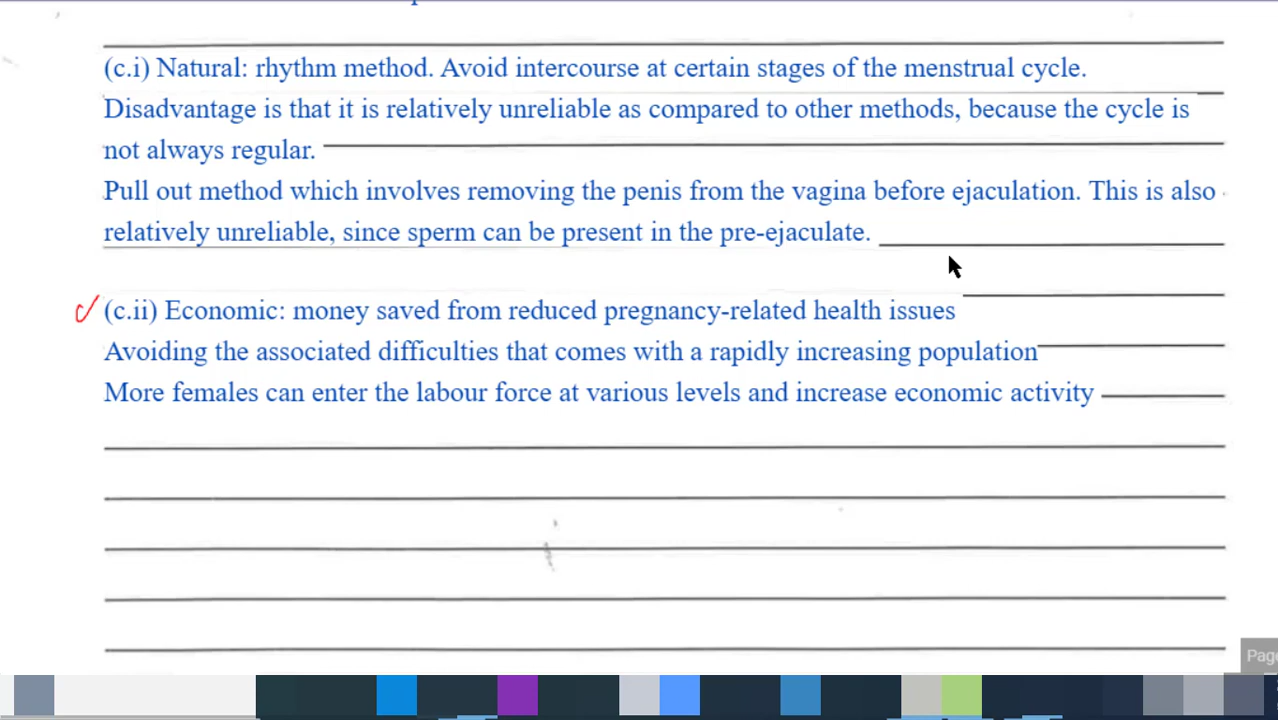 (c.i) Natural: rhythm method. Avoid intercourse at certain stages of the menstrual cycle.
Disadvantage is that it is relatively unreliable as compared to other methods, because the cycle is
not always regular.
Pull out method which involves removing the penis from the vagina before ejaculation. This is also
relatively unreliable, since sperm can be present in the pre-ejaculate.
(c.ii) Economic: money saved from reduced pregnancy-related health issues
Avoiding the associated difficulties that comes with a rapidly increasing population
More females can enter the labour force at various levels and increase economic activity